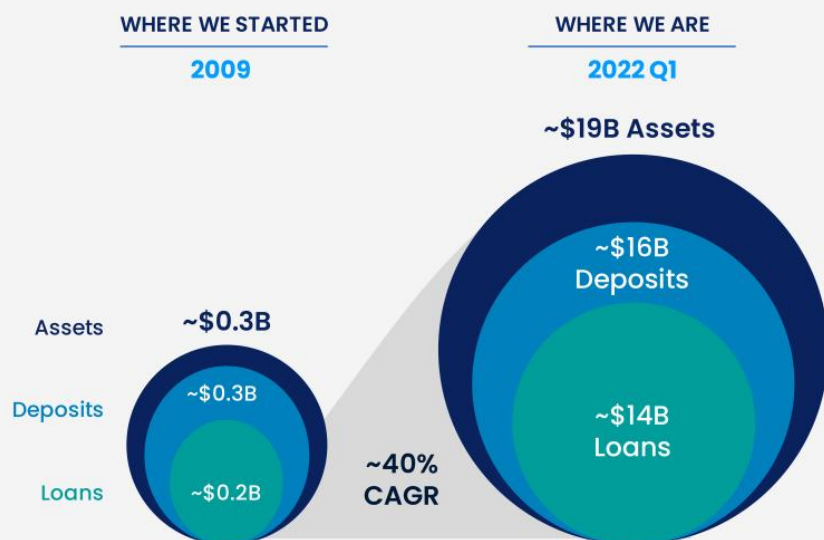 WHERE WE STARTED
2009
WHERE WE ARE
2022 Q1
~$19B Assets
~$16B
Deposits
~$14B
Loans
Assets
~$0.3B
Deposits
~$0.3B
Loans
~$0.2B
~40%
CAGR